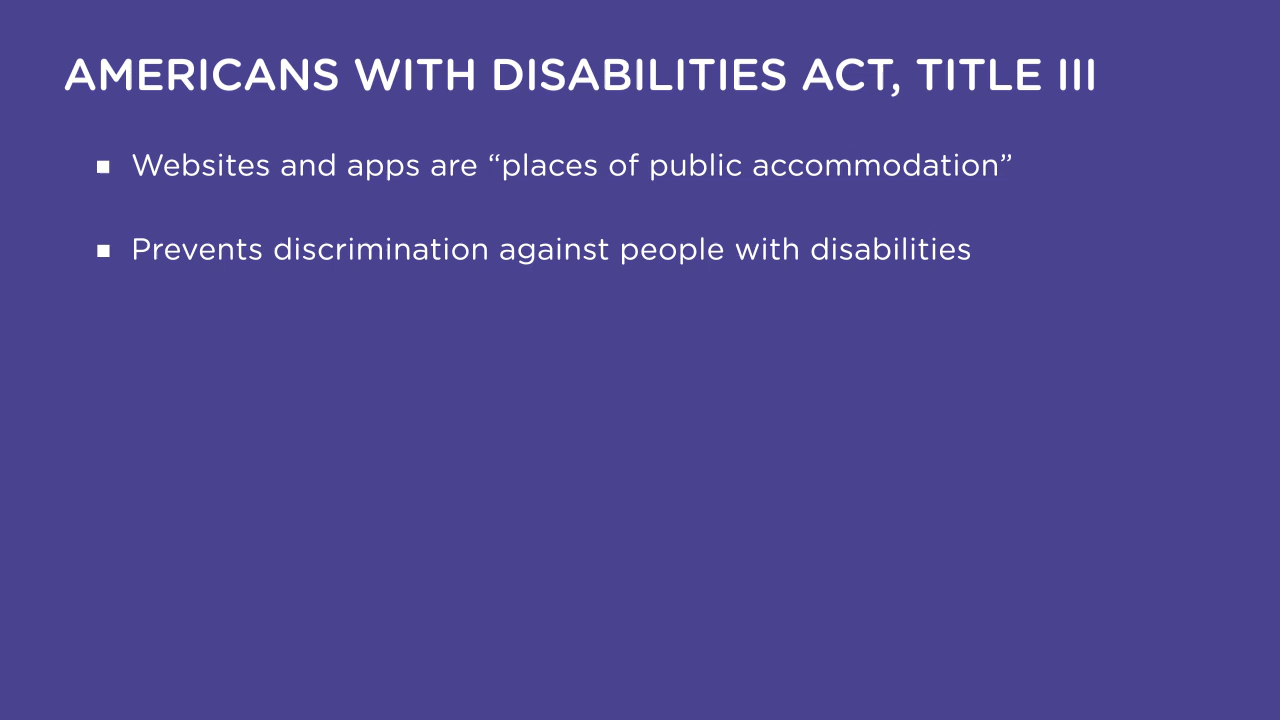 AMERICANS WITH DISABILITIES ACT, TITLE III
▪ Websites and apps are “places of public accommodation”
▪ Prevents discrimination against people with disabilities